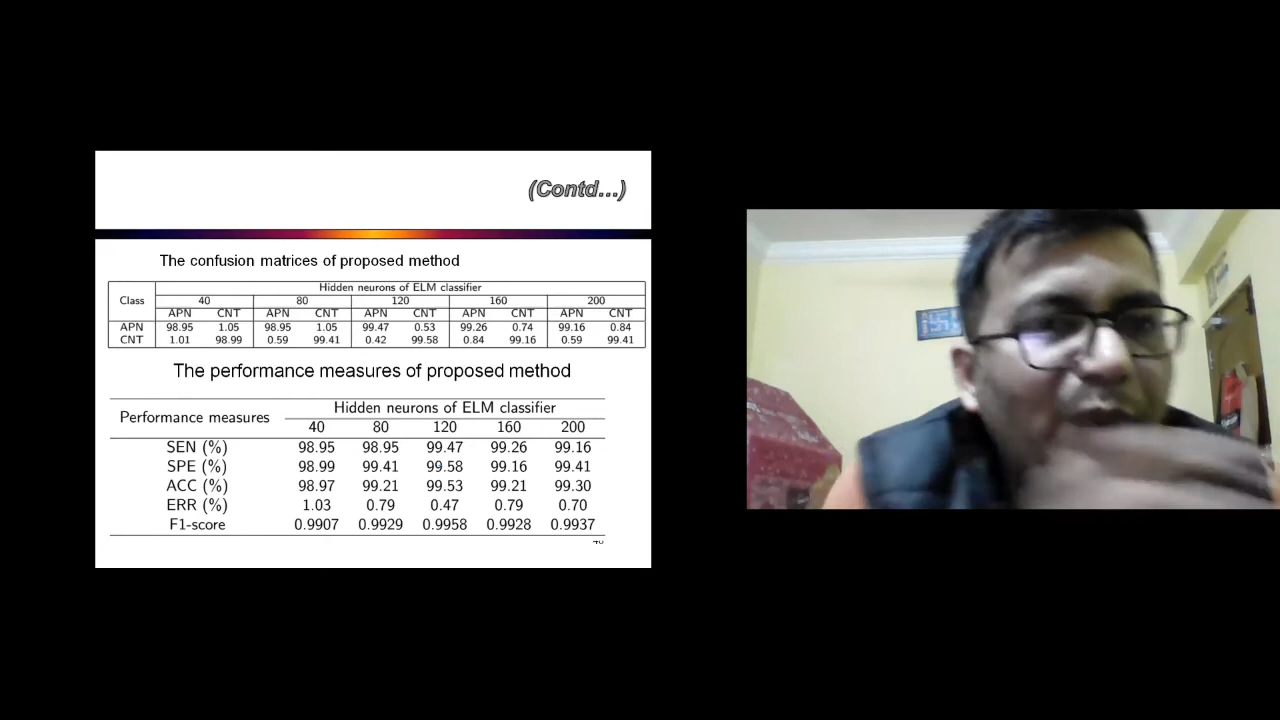 (Contd...)
The confusion matrices of proposed method
Class Hidden neurons of ELM classifier
40 80 120 160 200
APN CNT APN CNT APN CNT APN CNT APN CNT
APN 98.95 1.05 98.95 1.05 99.47 0.53 99.26 0.74 99.16 0.84
CNT 1.01 98.99 0.59 99.41 0.42 99.58 0.84 99.16 0.59 99.41
The performance measures of proposed method
Performance measures Hidden neurons of ELM classifier
40 80 120 160 200
SEN (%) 98.95 98.95 99.47 99.26 99.16
SPE (%) 98.99 99.41 99.58 99.16 99.41
ACC (%) 98.97 99.21 99.53 99.21 99.30
ERR (%) 1.03 0.79 0.47 0.79 0.70
F1-score 0.9907 0.9929 0.9958 0.9928 0.9937